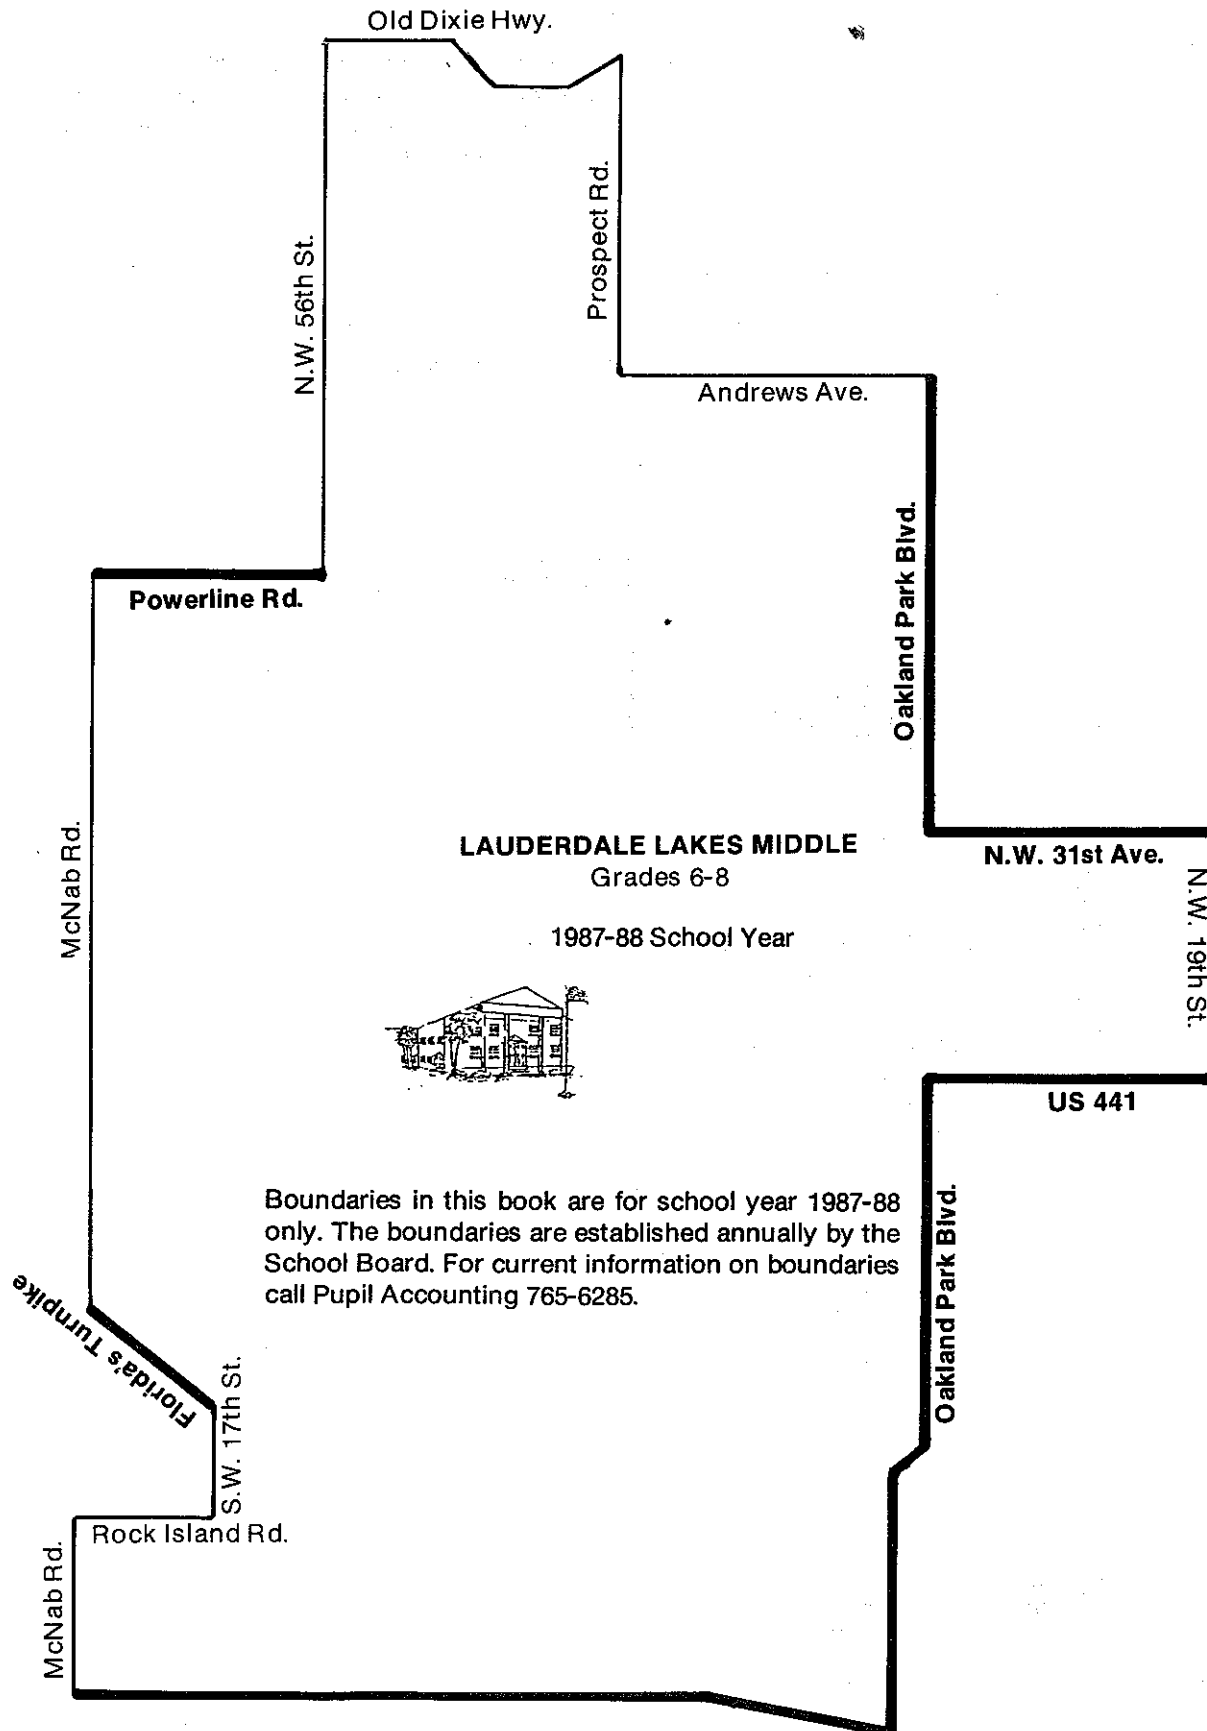 Old Dixie Hwy.
N.W. 56th St.
Prospect Rd.
Andrews Ave.
Oakland Park Blvd.
Powerline Rd.
McNab Rd.
LAUDERDALE LAKES MIDDLE
Grades 6-8
1987-88 School Year
N.W. 31st Ave.
N.W. 19th St.
US 441
Boundaries in this book are for school year 1987-88
only. The boundaries are established annually by the
School Board. For current information on boundaries
call Pupil Accounting 765-6285.
Oakland Park Blvd.
Florida's Turnpike
S.W. 17th St.
Rock Island Rd.
McNab Rd.